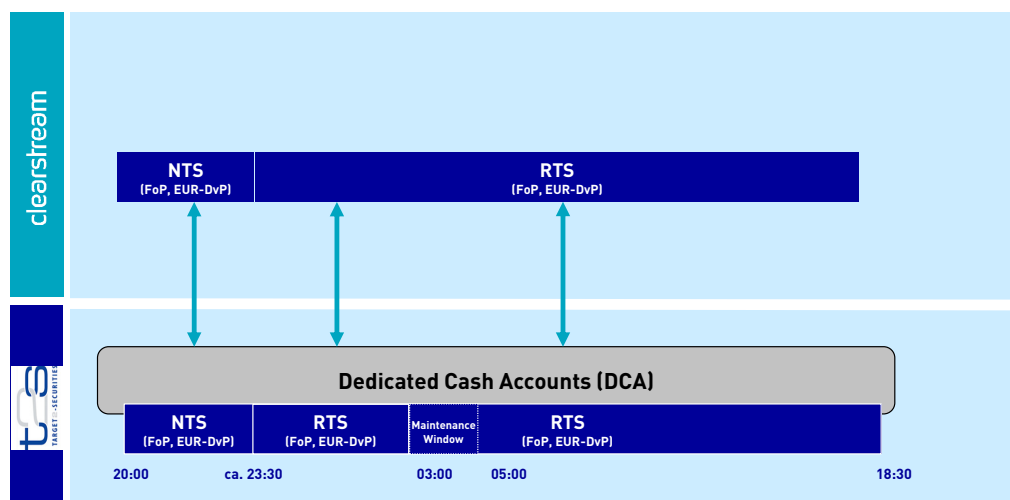 clearstream
NTS
(FoP, EUR-DvP)
RTS
(FoP, EUR-DvP)
t2s
TARGET2-SECURITIES
Dedicated Cash Accounts (DCA)
NTS
(FoP, EUR-DvP)
RTS
(FoP, EUR-DvP)
Maintenance
Window
RTS
(FoP, EUR-DvP)
20:00
ca. 23:30
03:00
05:00
18:30